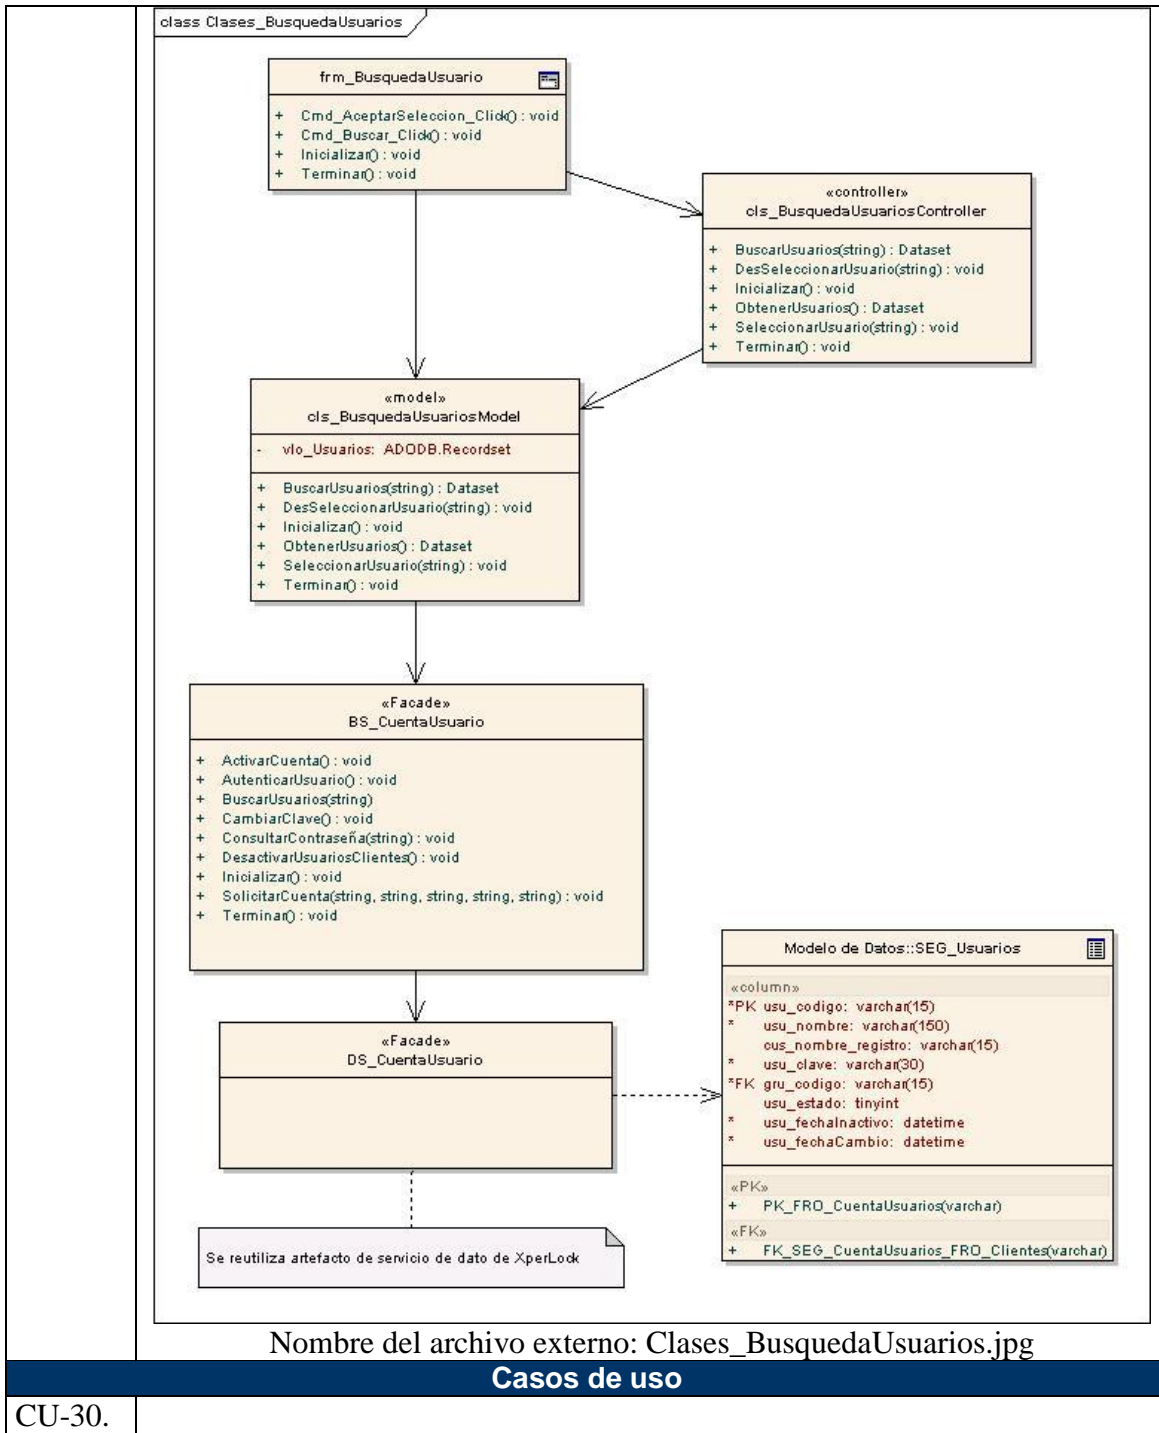 class Clases_BusquedaUsuarios
frm_BusquedaUsuario
+ Cmd_AceptarSeleccion_Click() : void
+ Cmd_Buscar_Click() : void
+ Inicializar() : void
+ Terminar() : void
«controller»
cls_BusquedaUsuariosController
+ BuscarUsuarios(string) : Dataset
+ DesSeleccionarUsuario(string) : void
+ Inicializar() : void
+ ObtenerUsuarios() : Dataset
+ SeleccionarUsuario(string) : void
+ Terminar() : void
«model»
cls_BusquedaUsuariosModel
- vlo_Usuarios: ADODB.Recordset
+ BuscarUsuarios(string) : Dataset
+ DesSeleccionarUsuario(string) : void
+ Inicializar() : void
+ ObtenerUsuarios() : Dataset
+ SeleccionarUsuario(string) : void
+ Terminar() : void
«Facade»
BS_CuentaUsuario
+ ActivarCuenta() : void
+ AutenticarUsuario() : void
+ BuscarUsuarios(string)
+ CambiarClave() : void
+ ConsultarContraseña(string) : void
+ DesactivarUsuariosClientes() : void
+ Inicializar() : void
+ SolicitarCuenta(string, string, string, string, string) : void
+ Terminar() : void
«Facade»
DS_CuentaUsuario
Modelo de Datos::SEG_Usuarios
«column»
*PK usu_codigo: varchar(15)
* usu_nombre: varchar(150)
cus_nombre_registro: varchar(15)
* usu_clave: varchar(30)
*FK gru_codigo: varchar(15)
usu_estado: tinyint
* usu_fechaInactivo: datetime
* usu_fechaCambio: datetime
«PK»
+ PK_FRO_CuentaUsuarios(varchar)
«FK»
+ FK_SEG_CuentaUsuarios_FRO_Clientes(varchar)
Se reutiliza artefacto de servicio de dato de XperLock
Nombre del archivo externo: Clases_BusquedaUsuarios.jpg
Casos de uso
CU-30.